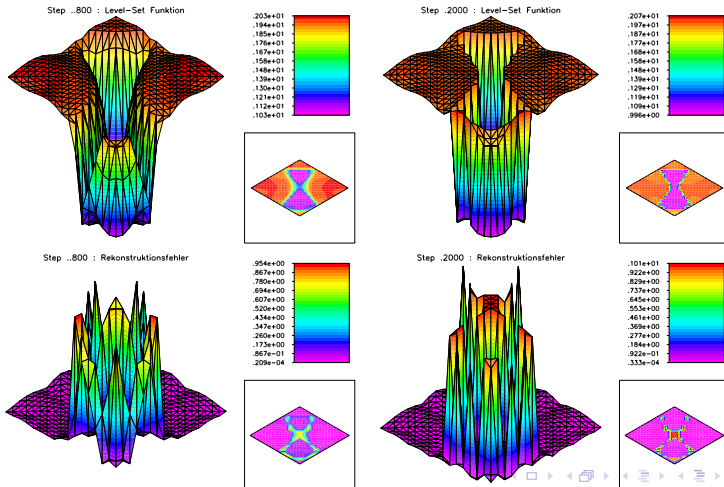 Step ..800 : Level-Set Funktion
.203e+01
.194e+01
.185e+01
.176e+01
.167e+01
.158e+01
.149e+01
.140e+01
.131e+01
.121e+01
.112e+01
.103e+01
Step .2000 : Level-Set Funktion
.207e+01
.197e+01
.187e+01
.177e+01
.168e+01
.158e+01
.148e+01
.138e+01
.129e+01
.119e+01
.109e+01
.996e+00
Step ..800 : Rekonstruktionsfehler
.954e+00
.867e+00
.780e+00
.694e+00
.607e+00
.520e+00
.434e+00
.347e+00
.260e+00
.173e+00
.867e-01
.209e-04
Step .2000 : Rekonstruktionsfehler
.101e+01
.922e+00
.829e+00
.737e+00
.645e+00
.553e+00
.461e+00
.369e+00
.277e+00
.184e+00
.922e-01
.333e-04